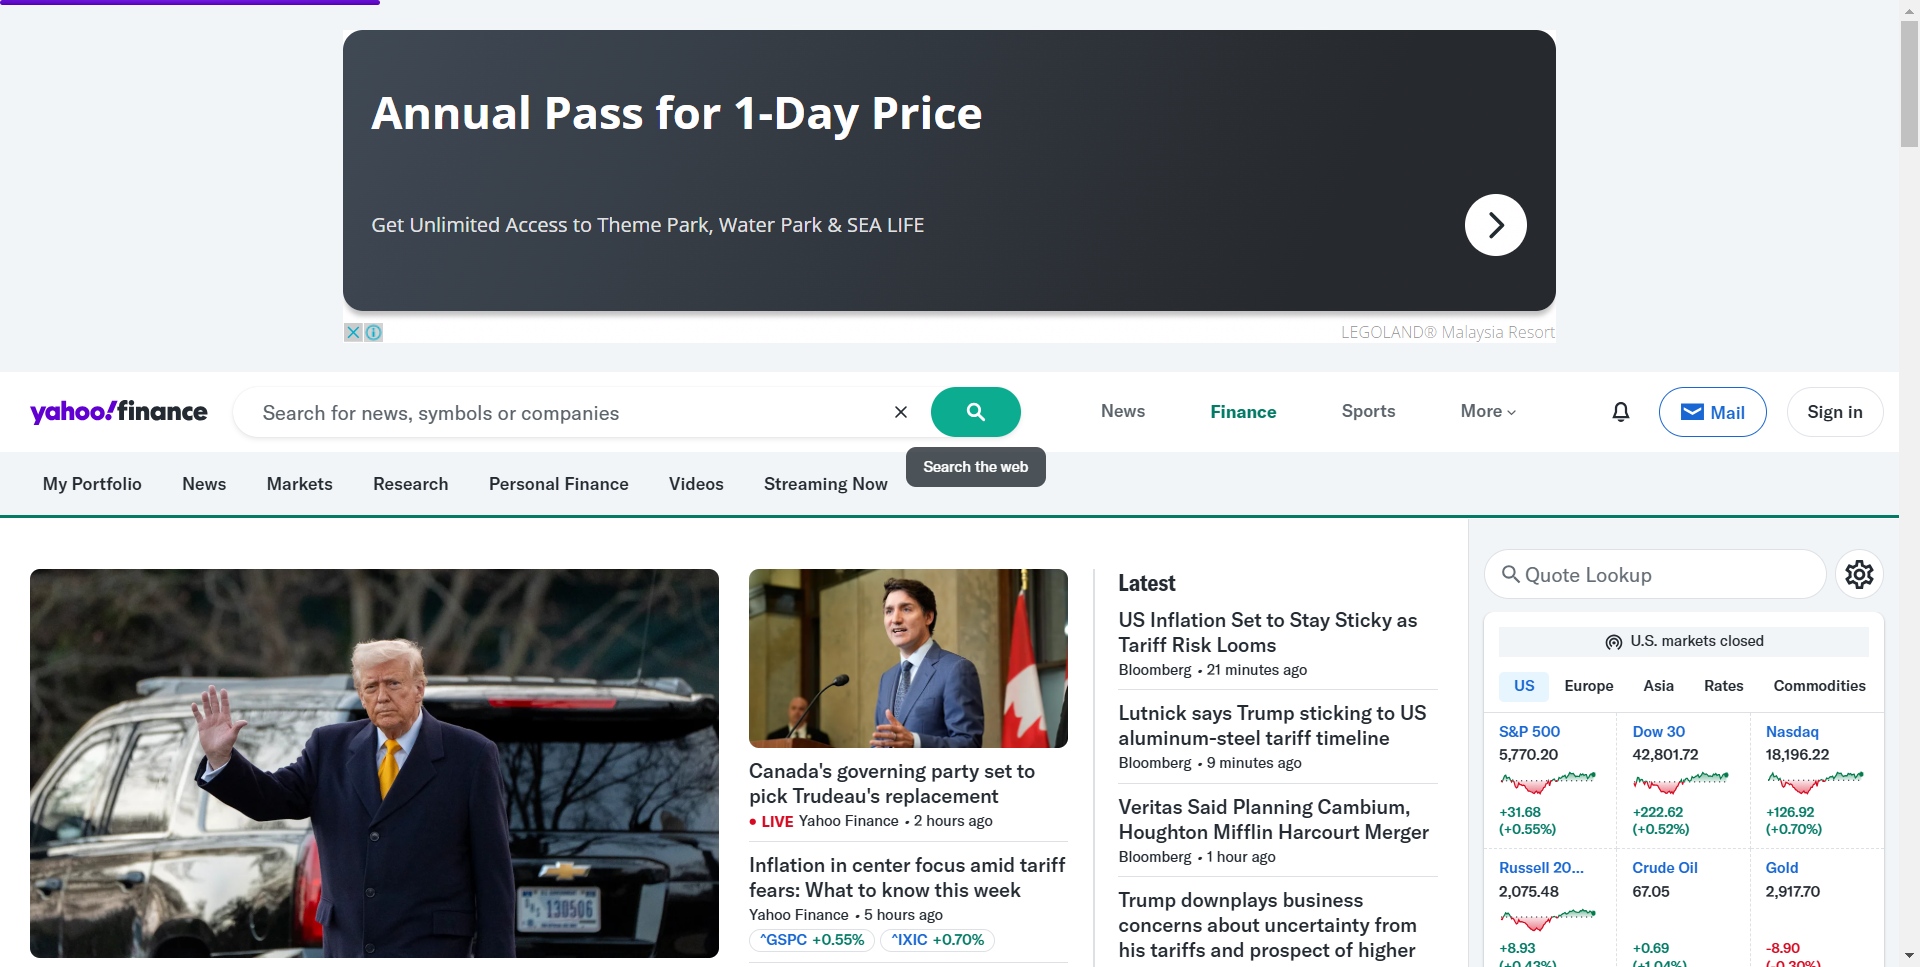 Annual Pass for 1-Day Price
Get Unlimited Access to Theme Park, Water Park & SEA LIFE
LEGOLAND® Malaysia Resort
yahoo!finance
Search for news, symbols or companies
News
Finance
Sports
More
Mail
Sign in
Search the web
My Portfolio
News
Markets
Research
Personal Finance
Videos
Streaming Now
130506
Canada's governing party set to
pick Trudeau's replacement
• LIVE Yahoo Finance • 2 hours ago
Inflation in center focus amid tariff
fears: What to know this week
Yahoo Finance • 5 hours ago
^GSPC +0.55%
^IXIC +0.70%
Latest
US Inflation Set to Stay Sticky as
Tariff Risk Looms
Bloomberg • 21 minutes ago
Lutnick says Trump sticking to US
aluminum-steel tariff timeline
Bloomberg • 9 minutes ago
Veritas Said Planning Cambium,
Houghton Mifflin Harcourt Merger
Bloomberg • 1 hour ago
Trump downplays business
concerns about uncertainty from
his tariffs and prospect of higher
Quote Lookup
U.S. markets closed
US
Europe
Asia
Rates
Commodities
S&P 500
5,770.20
+31.68
(+0.55%)
Dow 30
42,801.72
+222.62
(+0.52%)
Nasdaq
18,196.22
+126.92
(+0.70%)
Russell 20...
2,075.48
+8.93
(+0.43%)
Crude Oil
67.05
+0.69
(+1.04%)
Gold
2,917.70
-8.90
(-0.30%)